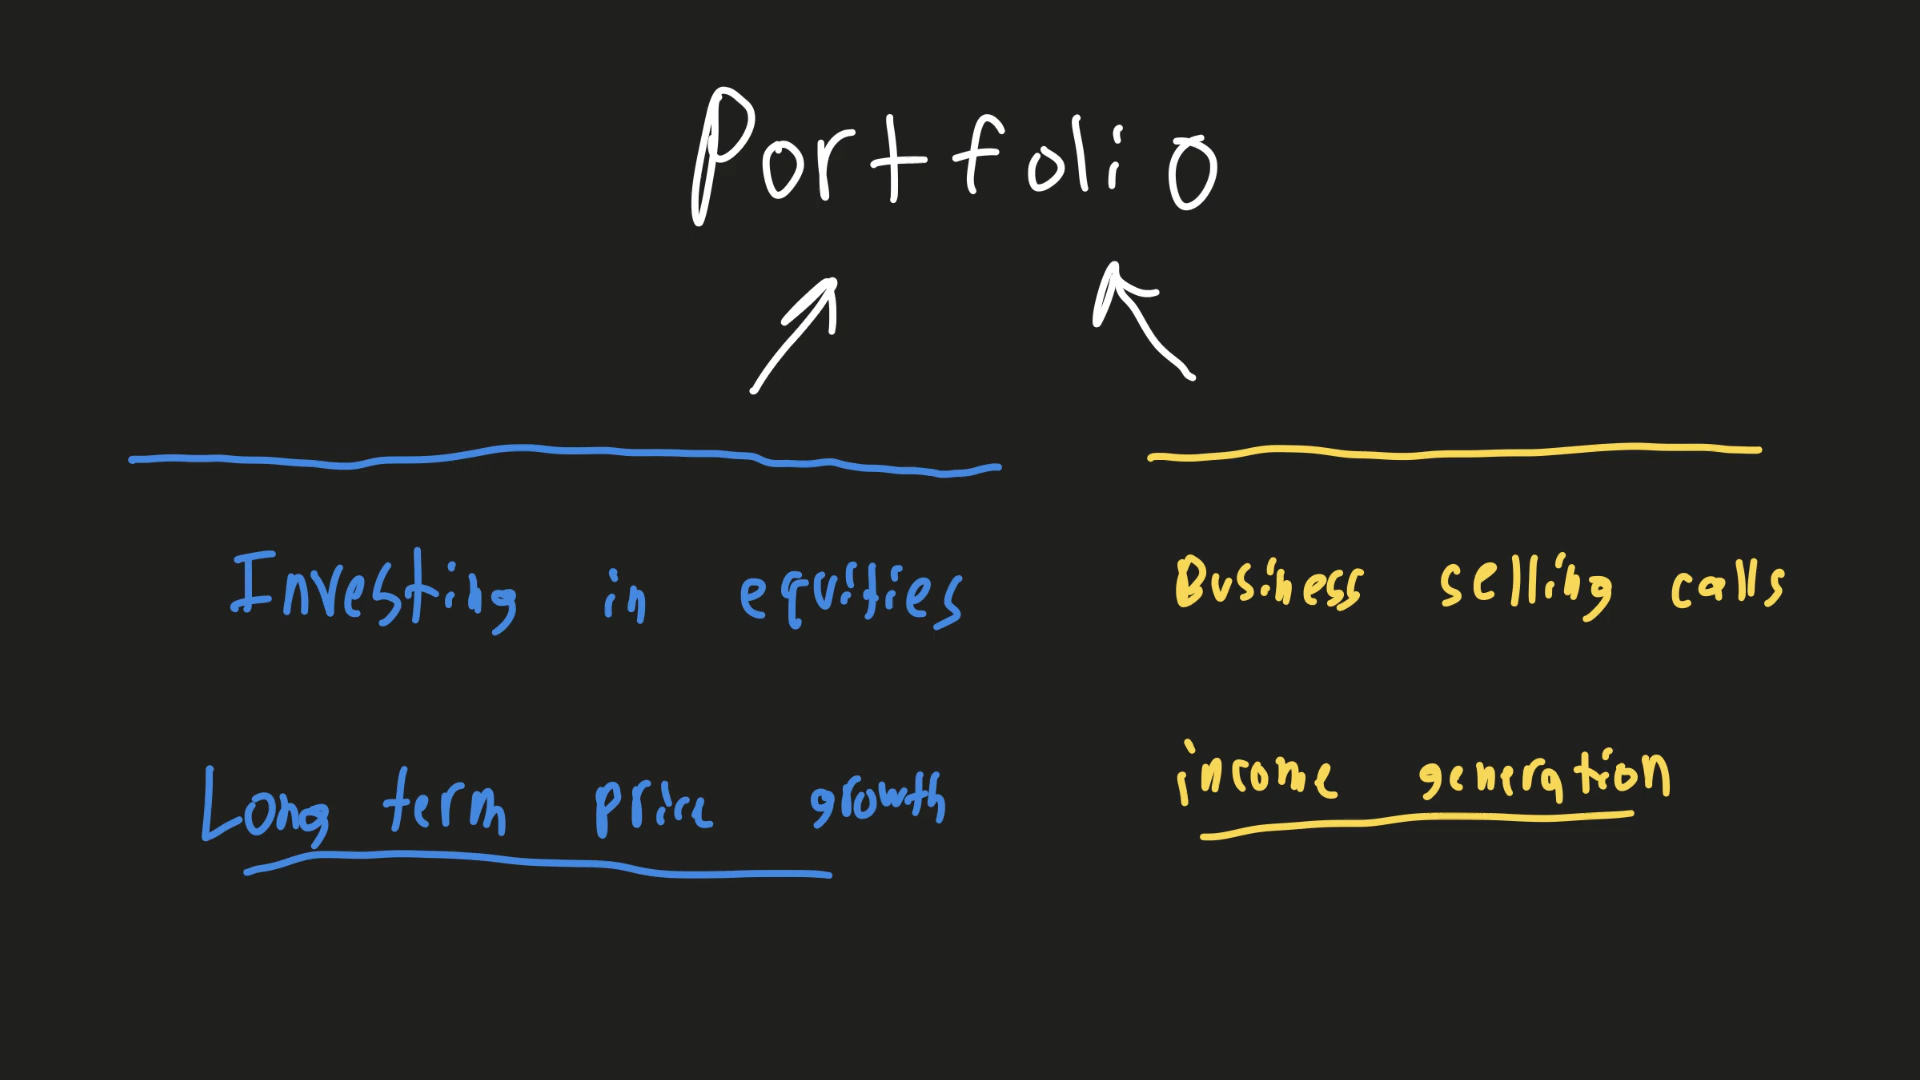 Portfolio
Investing in equities
Long term price growth
Business selling calls
income generation